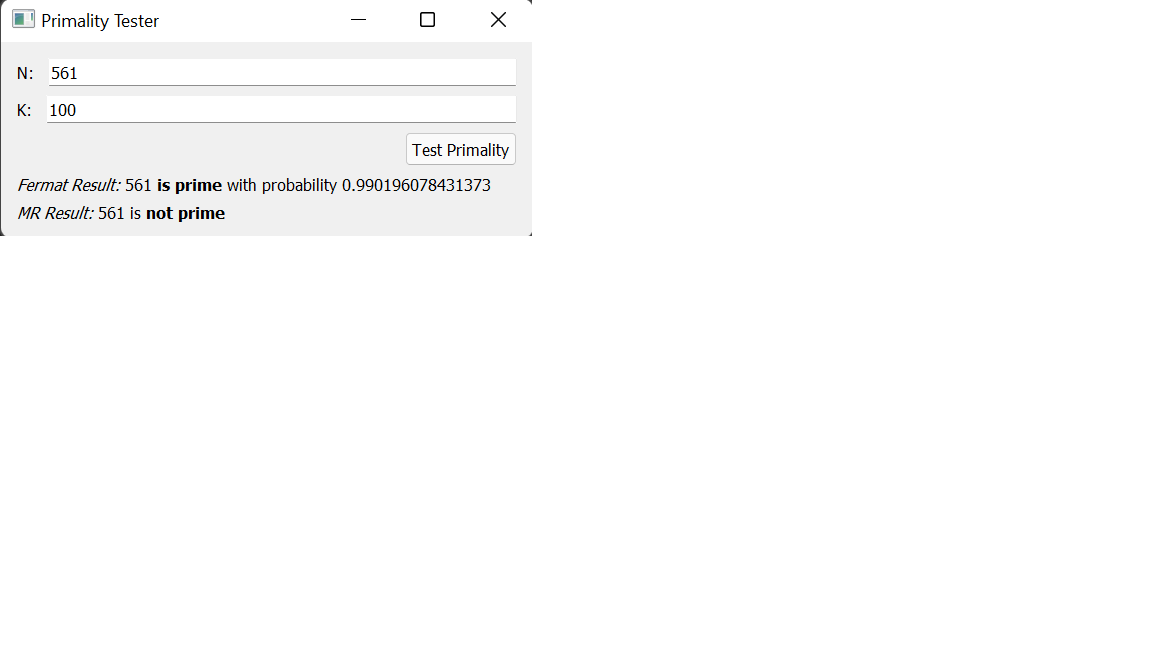 Primality Tester
N: 561
K: 100
Test Primality
Fermat Result: 561 is prime with probability 0.990196078431373
MR Result: 561 is not prime